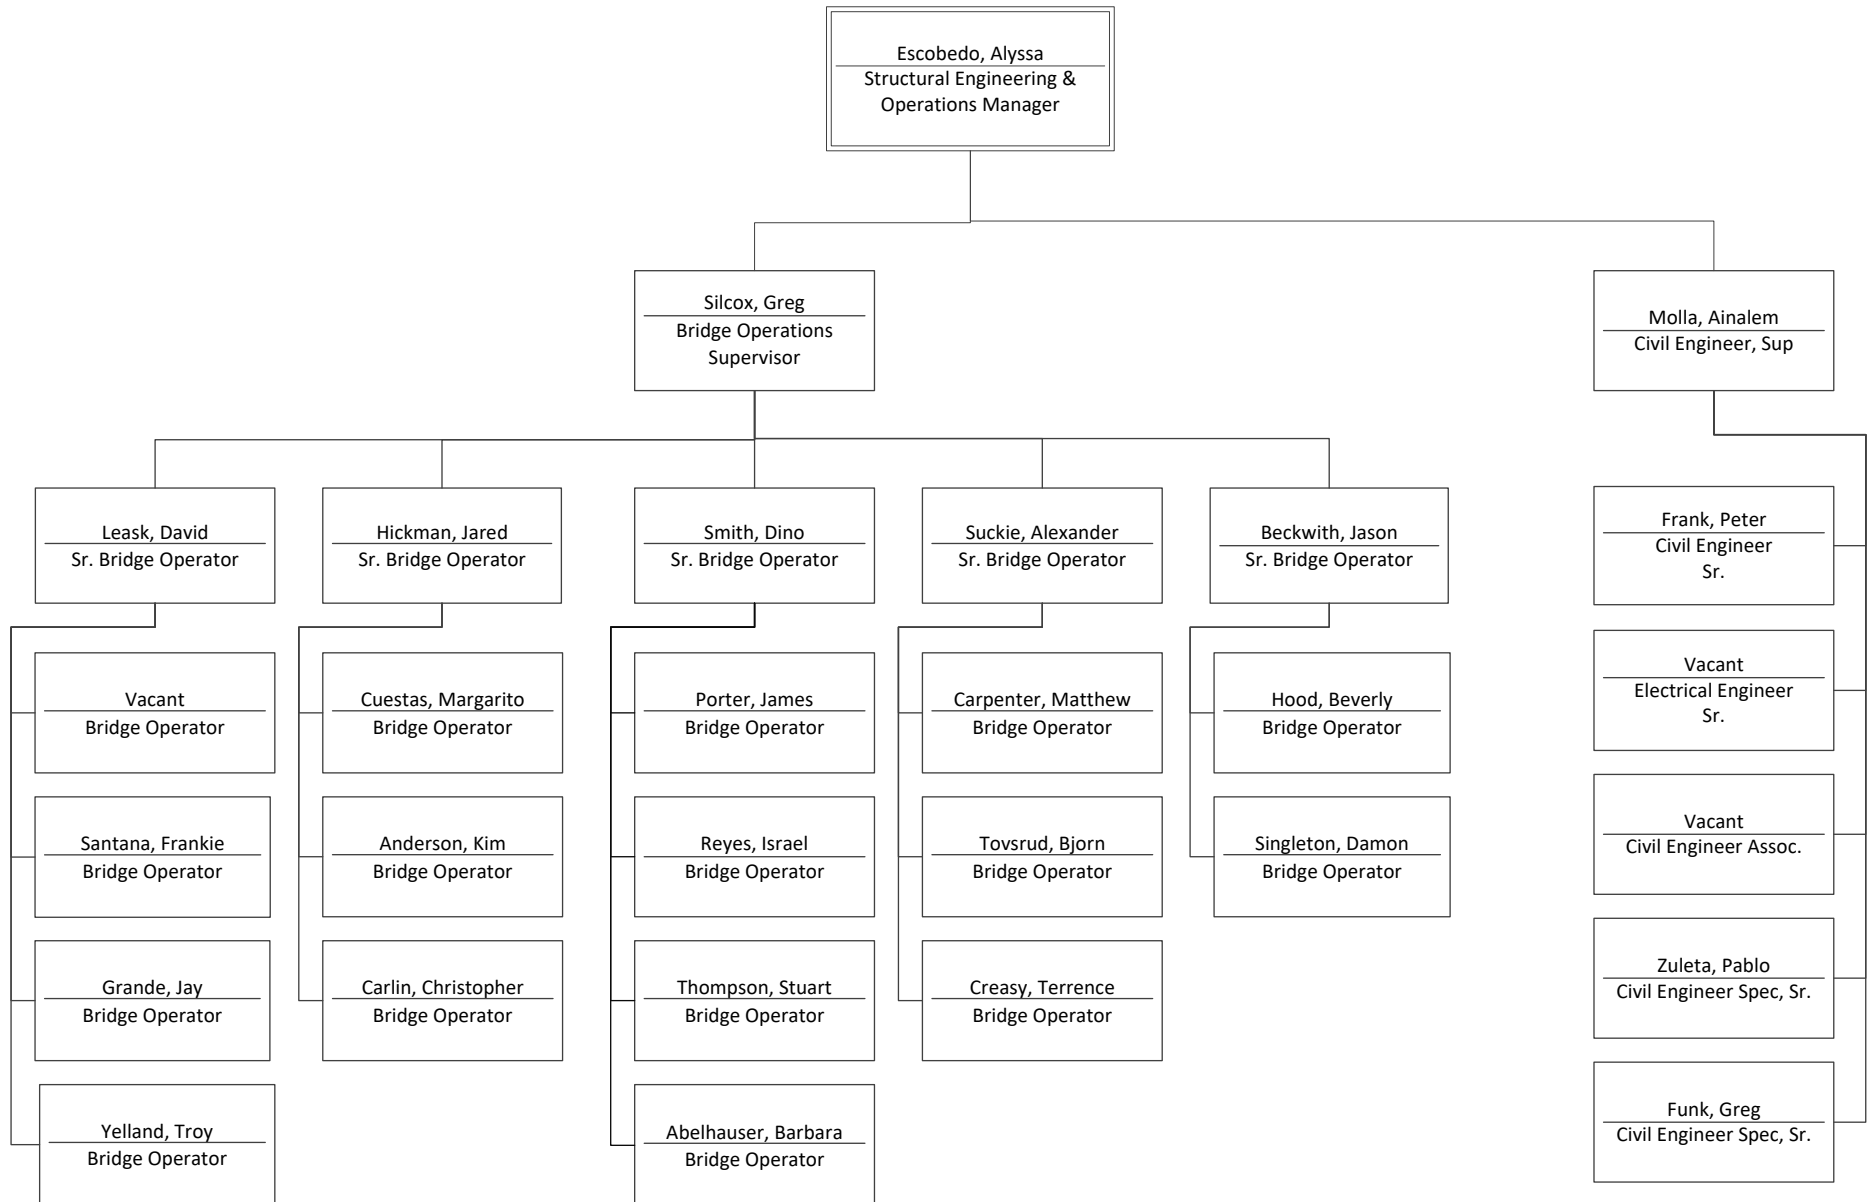 Escobedo, Alyssa
Structural Engineering &
Operations Manager
Silcox, Greg
Bridge Operations
Supervisor
Molla, Ainalem
Civil Engineer, Sup
Leask, David
Sr. Bridge Operator
Hickman, Jared
Sr. Bridge Operator
Smith, Dino
Sr. Bridge Operator
Suckie, Alexander
Sr. Bridge Operator
Beckwith, Jason
Sr. Bridge Operator
Frank, Peter
Civil Engineer
Sr.
Vacant
Bridge Operator
Cuestas, Margarito
Bridge Operator
Porter, James
Bridge Operator
Carpenter, Matthew
Bridge Operator
Hood, Beverly
Bridge Operator
Vacant
Electrical Engineer
Sr.
Santana, Frankie
Bridge Operator
Anderson, Kim
Bridge Operator
Reyes, Israel
Bridge Operator
Tovsrud, Bjorn
Bridge Operator
Singleton, Damon
Bridge Operator
Vacant
Civil Engineer Assoc.
Grande, Jay
Bridge Operator
Carlin, Christopher
Bridge Operator
Thompson, Stuart
Bridge Operator
Creasy, Terrence
Bridge Operator
Zuleta, Pablo
Civil Engineer Spec, Sr.
Yelland, Troy
Bridge Operator
Abelhauser, Barbara
Bridge Operator
Funk, Greg
Civil Engineer Spec, Sr.